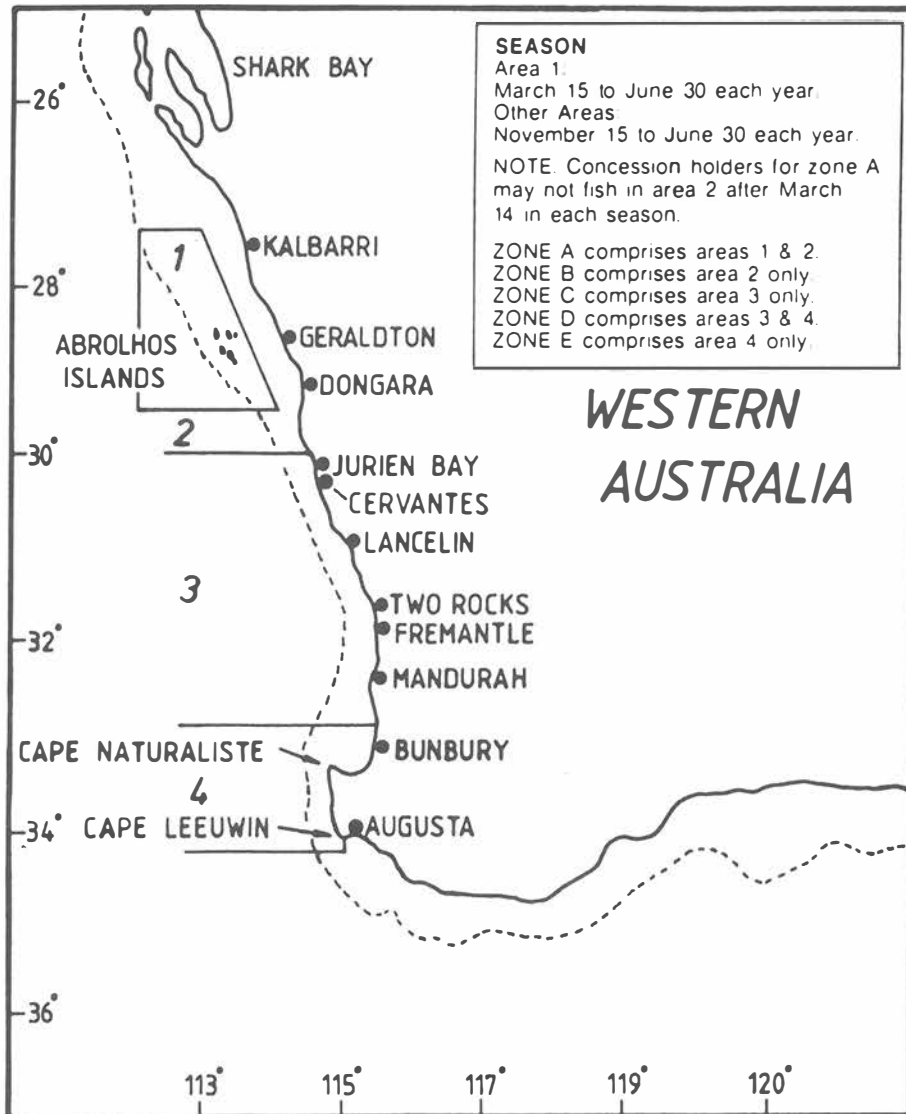 SHARK BAY
SEASON
Area 1:
March 15 to June 30 each year.
Other Areas
November 15 to June 30 each year.
NOTE. Concession holders for zone A
may not fish in area 2 after March
14 in each season.
ZONE A comprises areas 1 & 2.
ZONE B comprises area 2 only.
ZONE C comprises area 3 only.
ZONE D comprises areas 3 & 4.
ZONE E comprises area 4 only.
26°
1
KALBARRI
28°
ABROLHOS
ISLANDS
GERALDTON
DONGARA
WESTERN
AUSTRALIA
2
30°
JURIEN BAY
CERVANTES
LANCELIN
3
TWO ROCKS
FREMANTLE
32°
MANDURAH
CAPE NATURALISTE
BUNBURY
4
34°
CAPE LEEUWIN
AUGUSTA
36°
113°
115°
117°
119°
120°